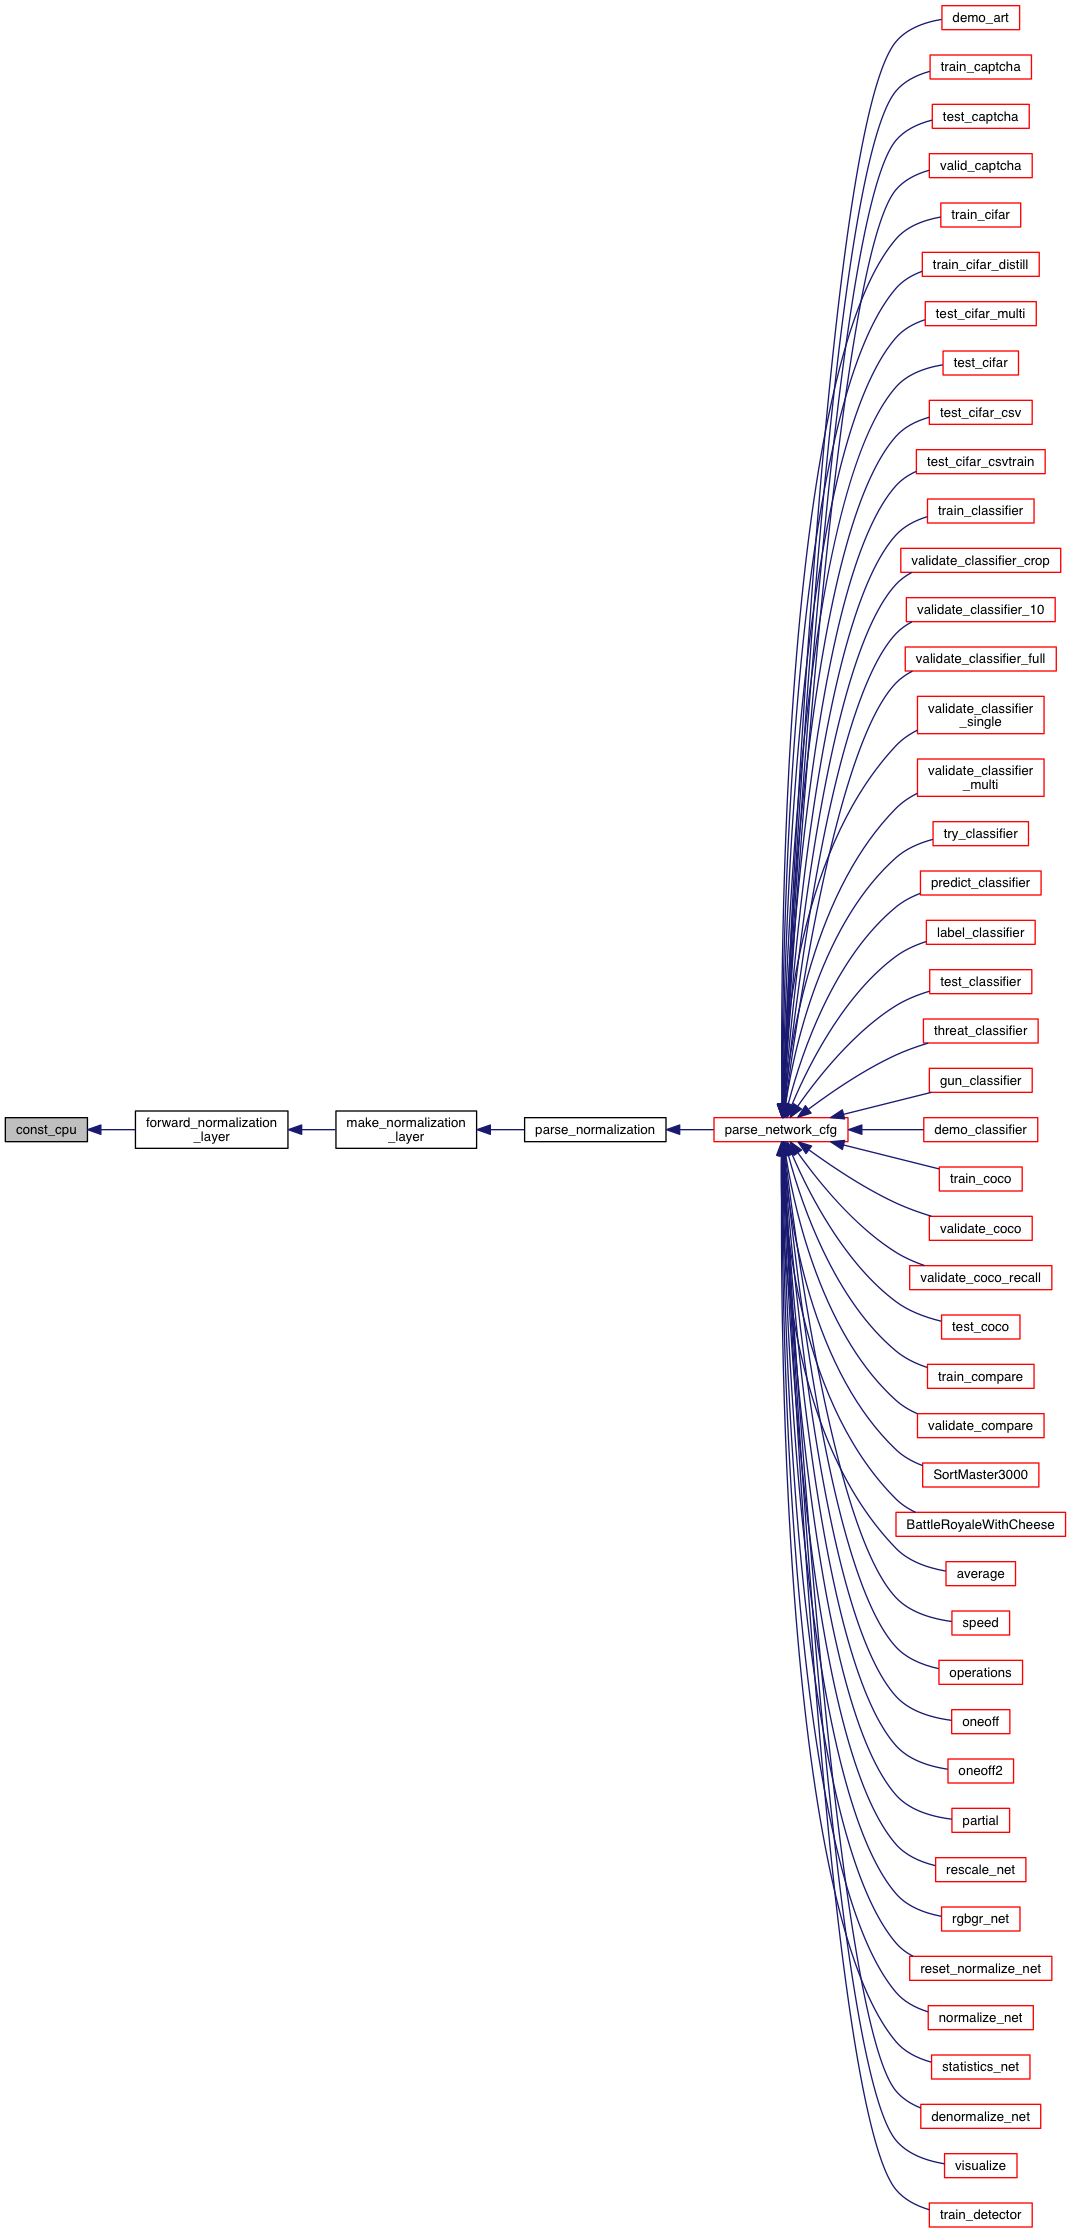 demo_art
train_captcha
test_captcha
valid_captcha
train_cifar
train_cifar_distill
test_cifar_multi
test_cifar
test_cifar_csv
test_cifar_csvtrain
train_classifier
validate_classifier_crop
validate_classifier_10
validate_classifier_full
validate_classifier
_single
validate_classifier
_multi
try_classifier
predict_classifier
label_classifier
test_classifier
threat_classifier
gun_classifier
const_cpu
forward_normalization
_layer
make_normalization
_layer
parse_normalization
parse_network_cfg
demo_classifier
train_coco
validate_coco
validate_coco_recall
test_coco
train_compare
validate_compare
SortMaster3000
BattleRoyaleWithCheese
average
speed
operations
oneoff
oneoff2
partial
rescale_net
rgbgr_net
reset_normalize_net
normalize_net
statistics_net
denormalize_net
visualize
train_detector